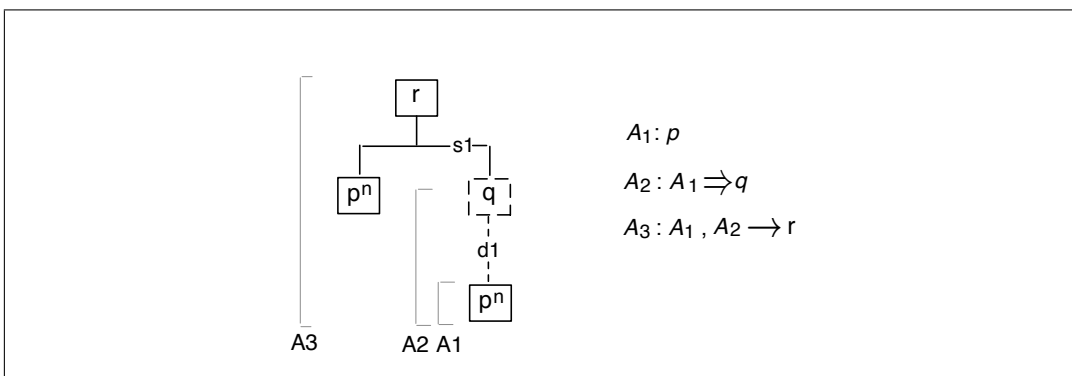 r
s1
pⁿ
q
d1
pⁿ
A3
A2 A1
A₁: p
A₂ : A₁ ⇒ q
A₃ : A₁ , A₂ ⟶ r